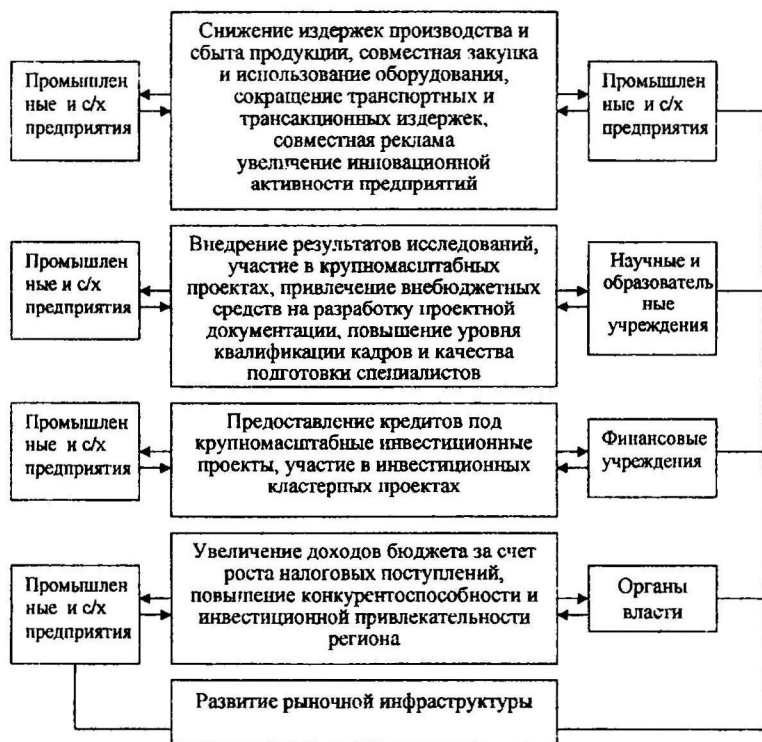 Промышлен
ные и с/х
предприятия
Снижение издержек производства и
сбыта продукции, совместная закупка
и использование оборудования,
сокращение транспортных и
трансакционных издержек,
совместная реклама
увеличение инновационной
активности предприятий
Промышлен
ные и с/х
предприятия
Промышлен
ные и с/х
предприятия
Внедрение результатов исследований,
участие в крупномасштабных
проектах, привлечение внебюджетных
средств на разработку проектной
документации, повышение уровня
квалификации кадров и качества
подготовки специалистов
Научные и
образователь
ные
учреждения
Промышлен
ные и с/х
предприятия
Предоставление кредитов под
крупномасштабные инвестиционные
проекты, участие в инвестиционных
кластерных проектах
Финансовые
учреждения
Промышлен
ные и с/х
предприятия
Увеличение доходов бюджета за счет
роста налоговых поступлений,
повышение конкурентоспособности и
инвестиционной привлекательности
региона
Органы
власти
Развитие рыночной инфраструктуры